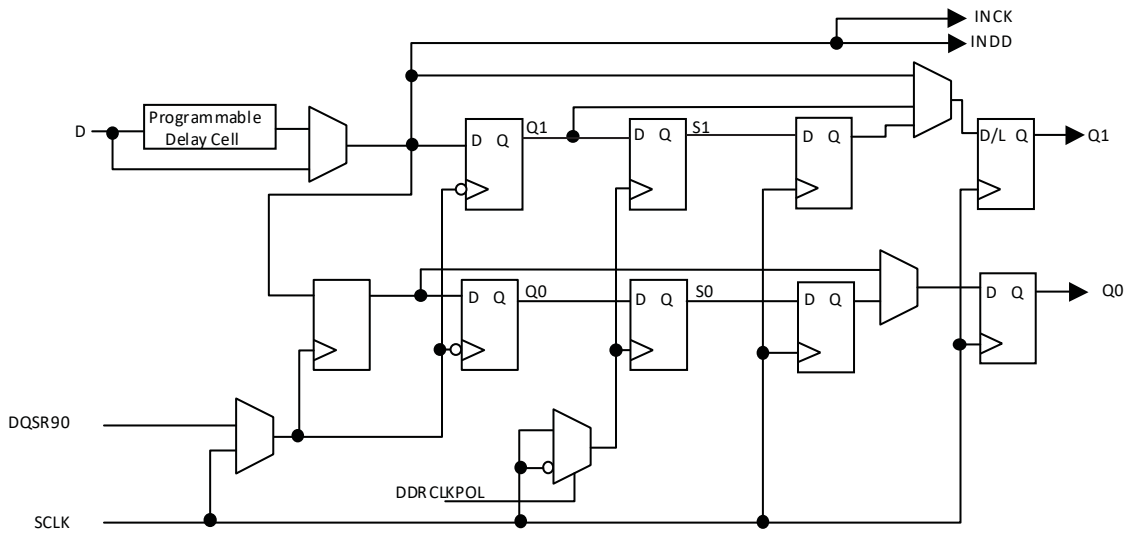 INCK
INDD
D
Programmable
Delay Cell
D Q
Q1
D Q
S1
D Q
D/L Q
Q1
D Q
Q0
D Q
S0
D Q
D Q
Q0
DQSR90
DDRCLKPOL
SCLK